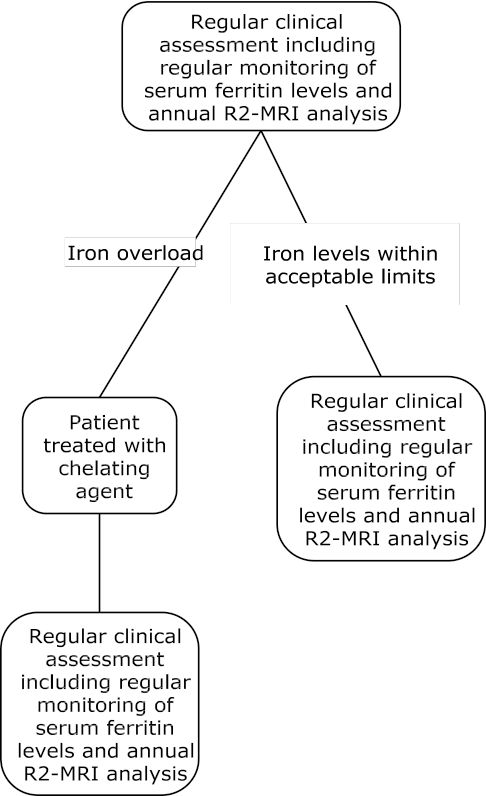 Regular clinical
assessment including
regular monitoring of
serum ferritin levels and
annual R2-MRI analysis
Iron overload
Iron levels within
acceptable limits
Patient
treated with
chelating
agent
Regular clinical
assessment
including regular
monitoring of
serum ferritin
levels and annual
R2-MRI analysis
Regular clinical
assessment
including regular
monitoring of
serum ferritin
levels and annual
R2-MRI analysis